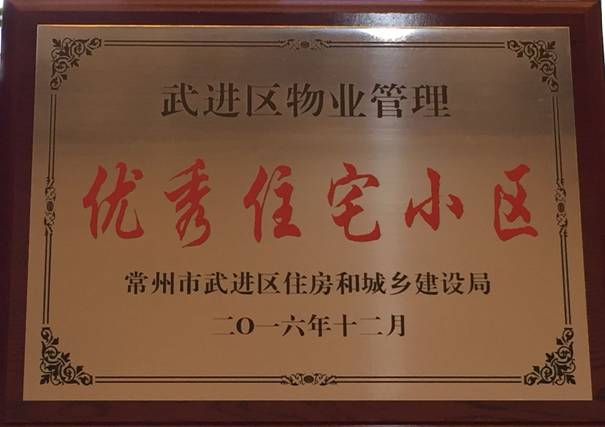 武进区物业管理
优秀住宅小区
常州市武进区住房和城乡建设局
二O一六年十二月